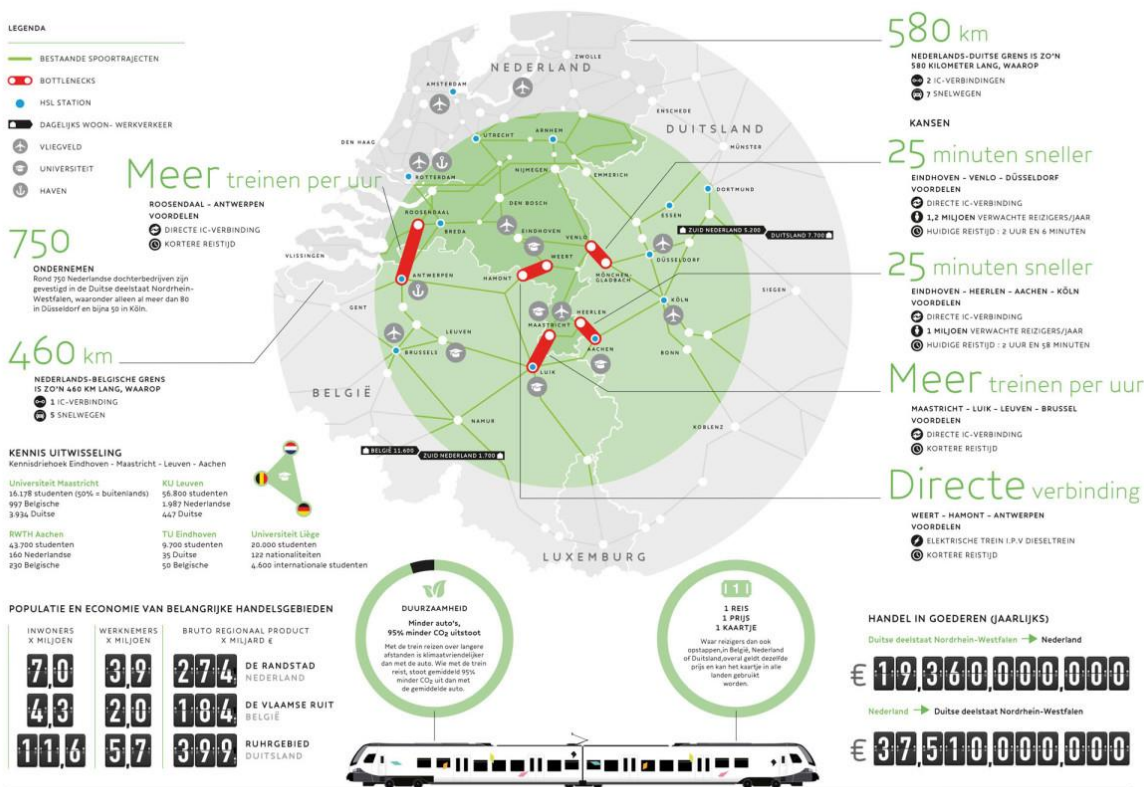 LEGENDA
BESTAANDE SPOORTRAJECTEN
BOTTLENECKS
HSL STATION
DAGELIJKS WOON- WERKVERKEER
VLIEGVELD
UNIVERSITEIT
HAVEN
Meer treinen per uur
ROOSENDAAL - ANTWERPEN
VOORDELEN
DIRECTE IC-VERBINDING
KORTERE REISTIJD
750
ONDERNEMEN
Rond 750 Nederlandse dochterbedrijven zijn
gevestigd in de Duitse deelstaat Nordrhein-
Westfalen, waaronder alleen al meer dan 80
in Düsseldorf en bijna 50 in Köln.
460 km
NEDERLANDS-BELGISCHE GRENS
IS ZO'N 460 KM LANG, WAAROP
1 IC-VERBINDING
5 SNELWEGEN
KENNIS UITWISSELING
Kennisdriehoek Eindhoven - Maastricht - Leuven - Aachen
Universiteit Maastricht
16.178 studenten (50% = buitenlands)
997 Belgische
3.934 Duitse
KU Leuven
56.800 studenten
1.987 Nederlandse
447 Duitse
RWTH Aachen
43.700 studenten
160 Nederlandse
230 Belgische
TU Eindhoven
9.700 studenten
35 Duitse
50 Belgische
Universiteit Liège
20.000 studenten
122 nationaliteiten
4.600 internationale studenten
NEDERLAND
ZWOLLE
AMSTERDAM
ENSCHEDE
DUITSLAND
DEN HAAG
UTRECHT
ARNHEM
MÜNSTER
ROTTERDAM
NIJMEGEN
EMMERICH
DORTMUND
DEN BOSCH
ESSEN
ROOSENDAAL
BREDA
EINDHOVEN
VENLO
ZUID NEDERLAND 5.200
DUITSLAND 7.700
VLISSINGEN
WEERT
DÜSSELDORF
ANTWERPEN
HAMONT
MÖNCHEN-
GLADBACH
SIEGEN
GENT
KÖLN
HEERLEN
MAASTRICHT
LEUVEN
AACHEN
BRUSSELS
BONN
LUIK
BELGIË
NAMUR
KOBLENZ
BELGIË 11.600
ZUID NEDERLAND 1.700
LUXEMBURG
580 km
NEDERLANDS-DUITSE GRENS IS ZO'N
580 KILOMETER LANG, WAAROP
2 IC-VERBINDINGEN
7 SNELWEGEN
KANSEN
25 minuten sneller
EINDHOVEN - VENLO - DÜSSELDORF
VOORDELEN
DIRECTE IC-VERBINDING
1,2 MILJOEN VERWACHTE REIZIGERS/JAAR
HUIDIGE REISTIJD : 2 UUR EN 6 MINUTEN
25 minuten sneller
EINDHOVEN - HEERLEN - AACHEN - KÖLN
VOORDELEN
DIRECTE IC-VERBINDING
1 MILJOEN VERWACHTE REIZIGERS/JAAR
HUIDIGE REISTIJD : 2 UUR EN 58 MINUTEN
Meer treinen per uur
MAASTRICHT - LUIK - LEUVEN - BRUSSEL
VOORDELEN
DIRECTE IC-VERBINDING
KORTERE REISTIJD
Directe verbinding
WEERT - HAMONT - ANTWERPEN
VOORDELEN
ELEKTRISCHE TREIN I.P.V DIESELTREIN
KORTERE REISTIJD
POPULATIE EN ECONOMIE VAN BELANGRIJKE HANDELSGEBIEDEN
INWONERS
X MILJOEN
WERKNEMERS
X MILJOEN
BRUTO REGIONAAL PRODUCT
X MILJARD €
7,0 3,9 274 DE RANDSTAD
NEDERLAND
4,3 2,0 184 DE VLAAMSE RUIT
BELGIË
11,6 5,7 399 RUHRGEBIED
DUITSLAND
DUURZAAMHEID
Minder auto's,
95% minder CO₂ uitstoot
Met de trein reizen over langere
afstanden is klimaatvriendelijker
dan met de auto. Wie met de trein
reist, stoot gemiddeld 95%
minder CO₂ uit dan met
de gemiddelde auto.
1
1 REIS
1 PRIJS
1 KAARTJE
Waar reizigers dan ook
opstappen,in België, Nederland
of Duitsland,overal geldt dezelfde
prijs en kan het kaartje in alle
landen gebruikt
worden.
HANDEL IN GOEDEREN (JAARLIJKS)
Duitse deelstaat Nordrhein-Westfalen Nederland
€ 19,360,000,000
Nederland Duitse deelstaat Nordrhein-Westfalen
€ 37,510,000,000